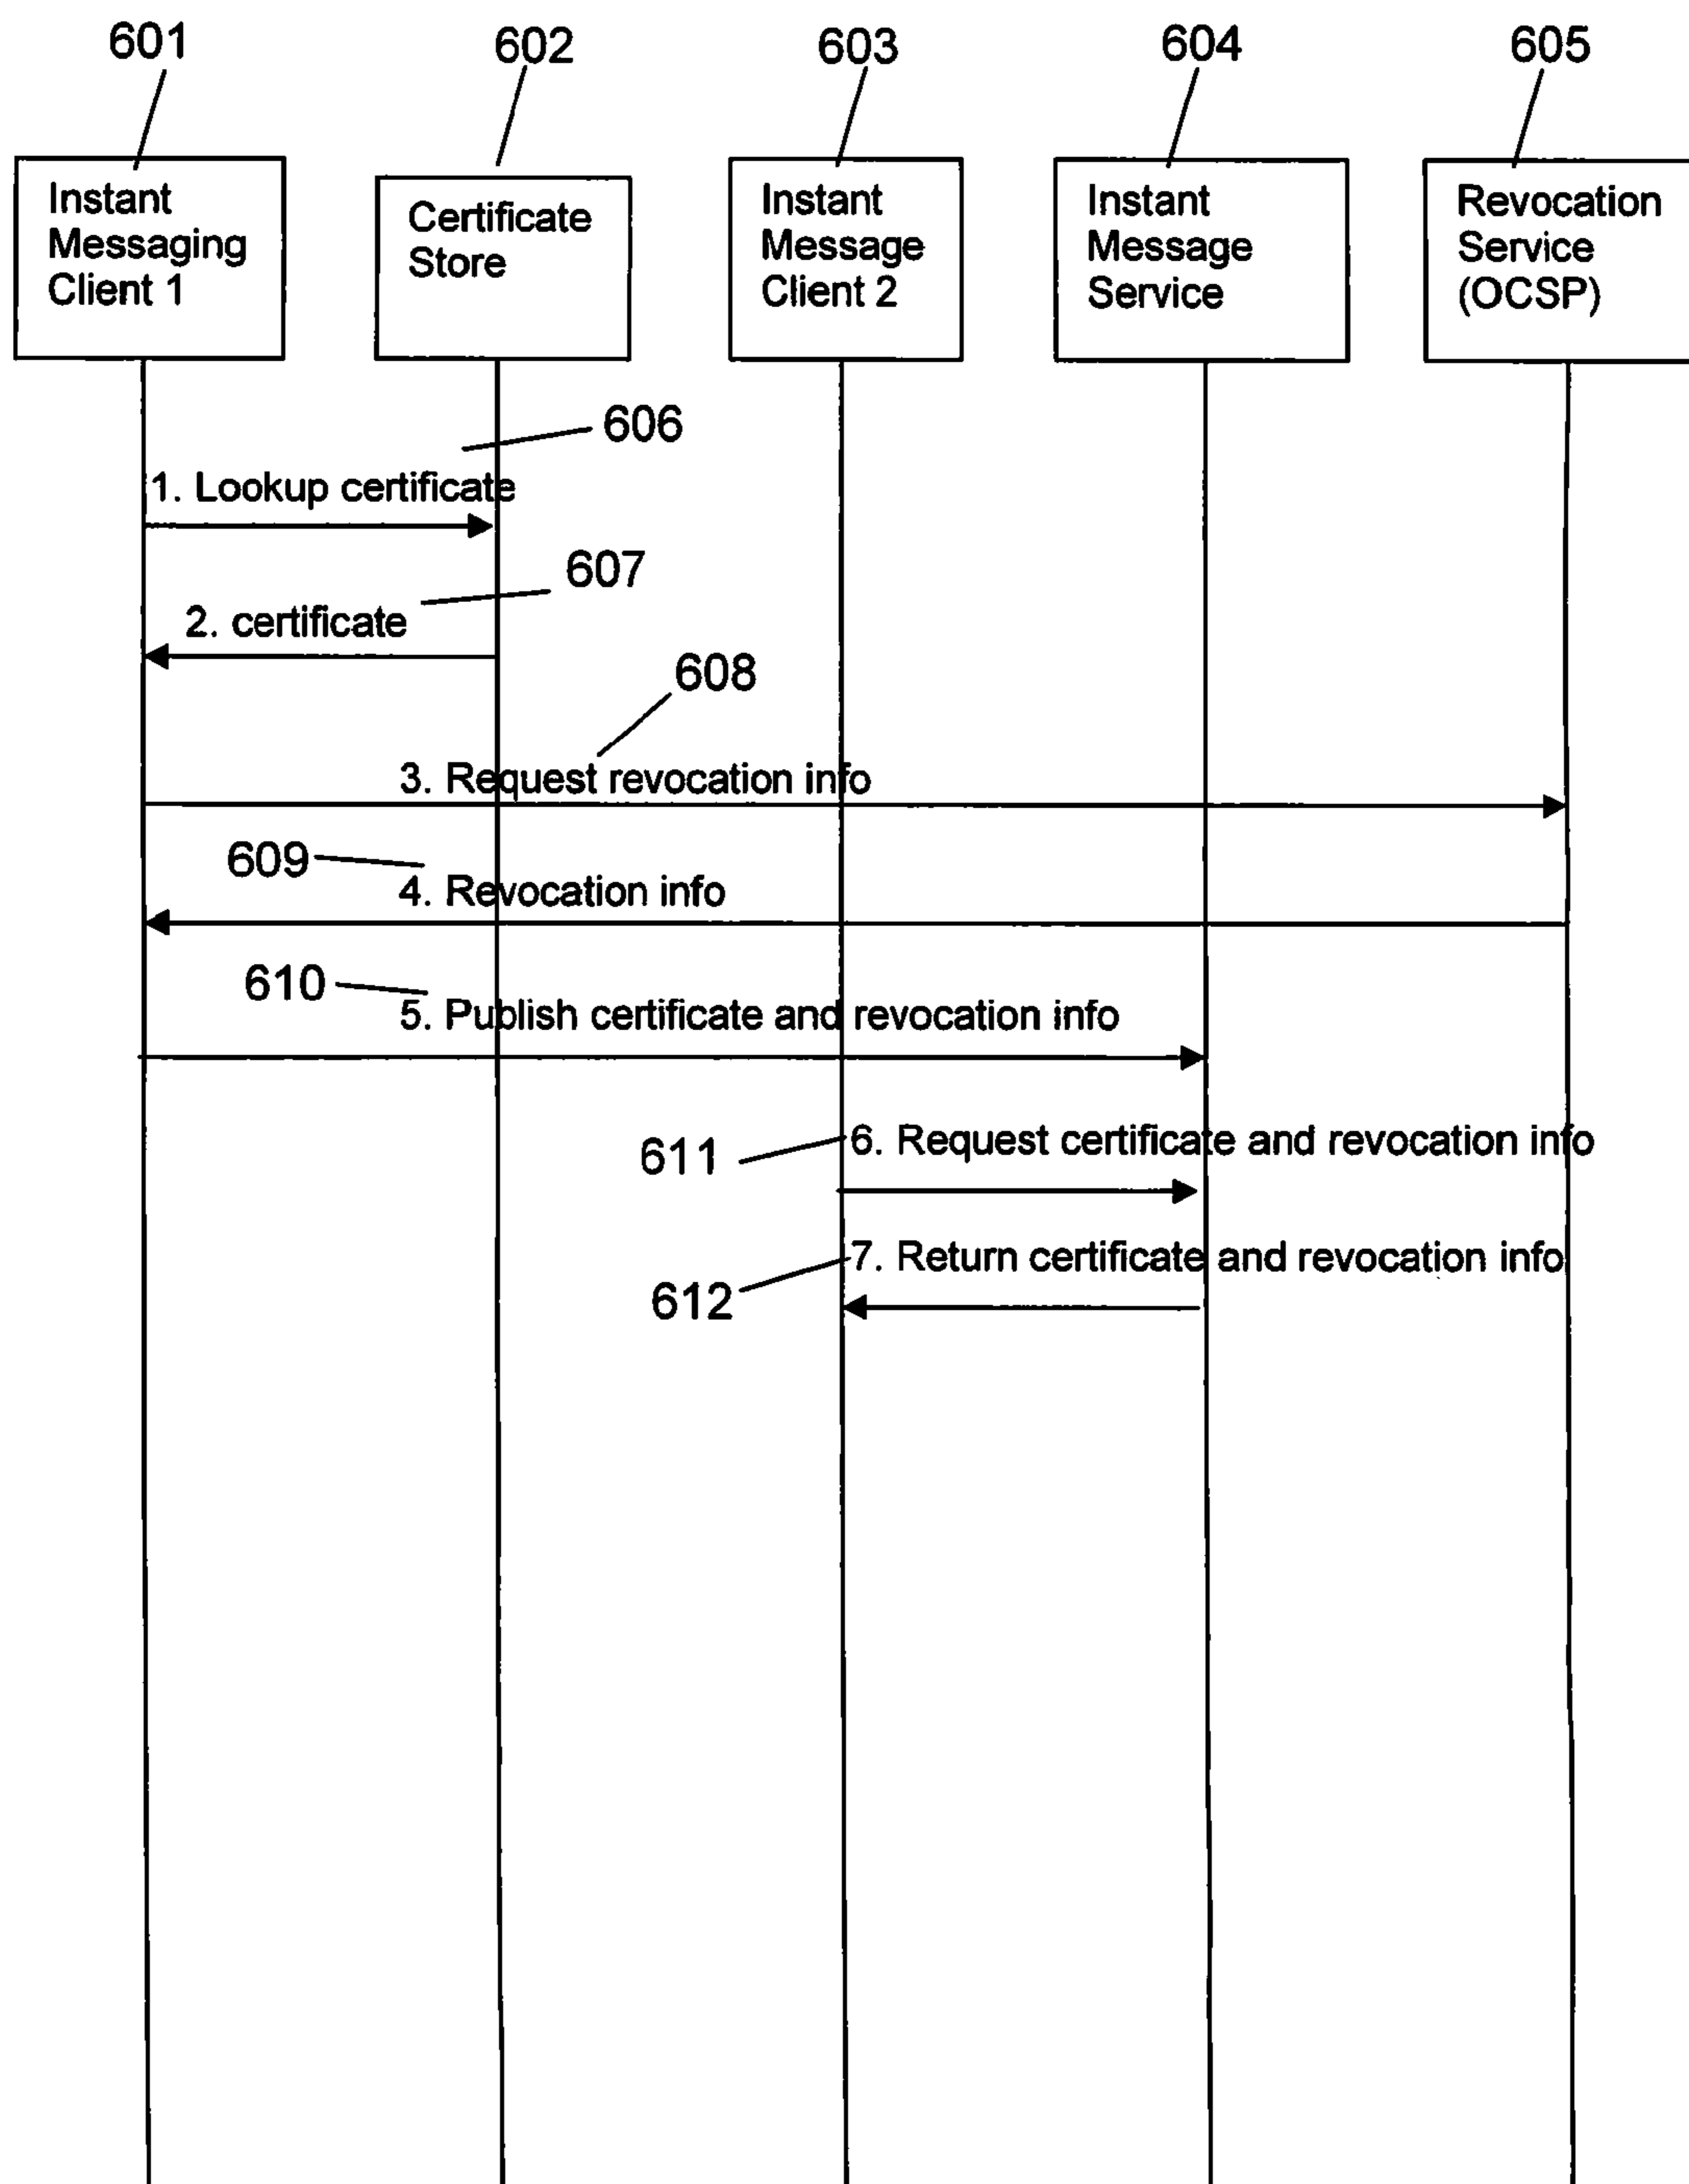 601
602
603
604
605
Instant
Messaging
Client 1
Certificate
Store
Instant
Message
Client 2
Instant
Message
Service
Revocation
Service
(OCSP)
606
1. Lookup certificate
607
2. certificate
608
3. Request revocation info
609
4. Revocation info
610
5. Publish certificate and revocation info
611
6. Request certificate and revocation info
7. Return certificate and revocation info
612